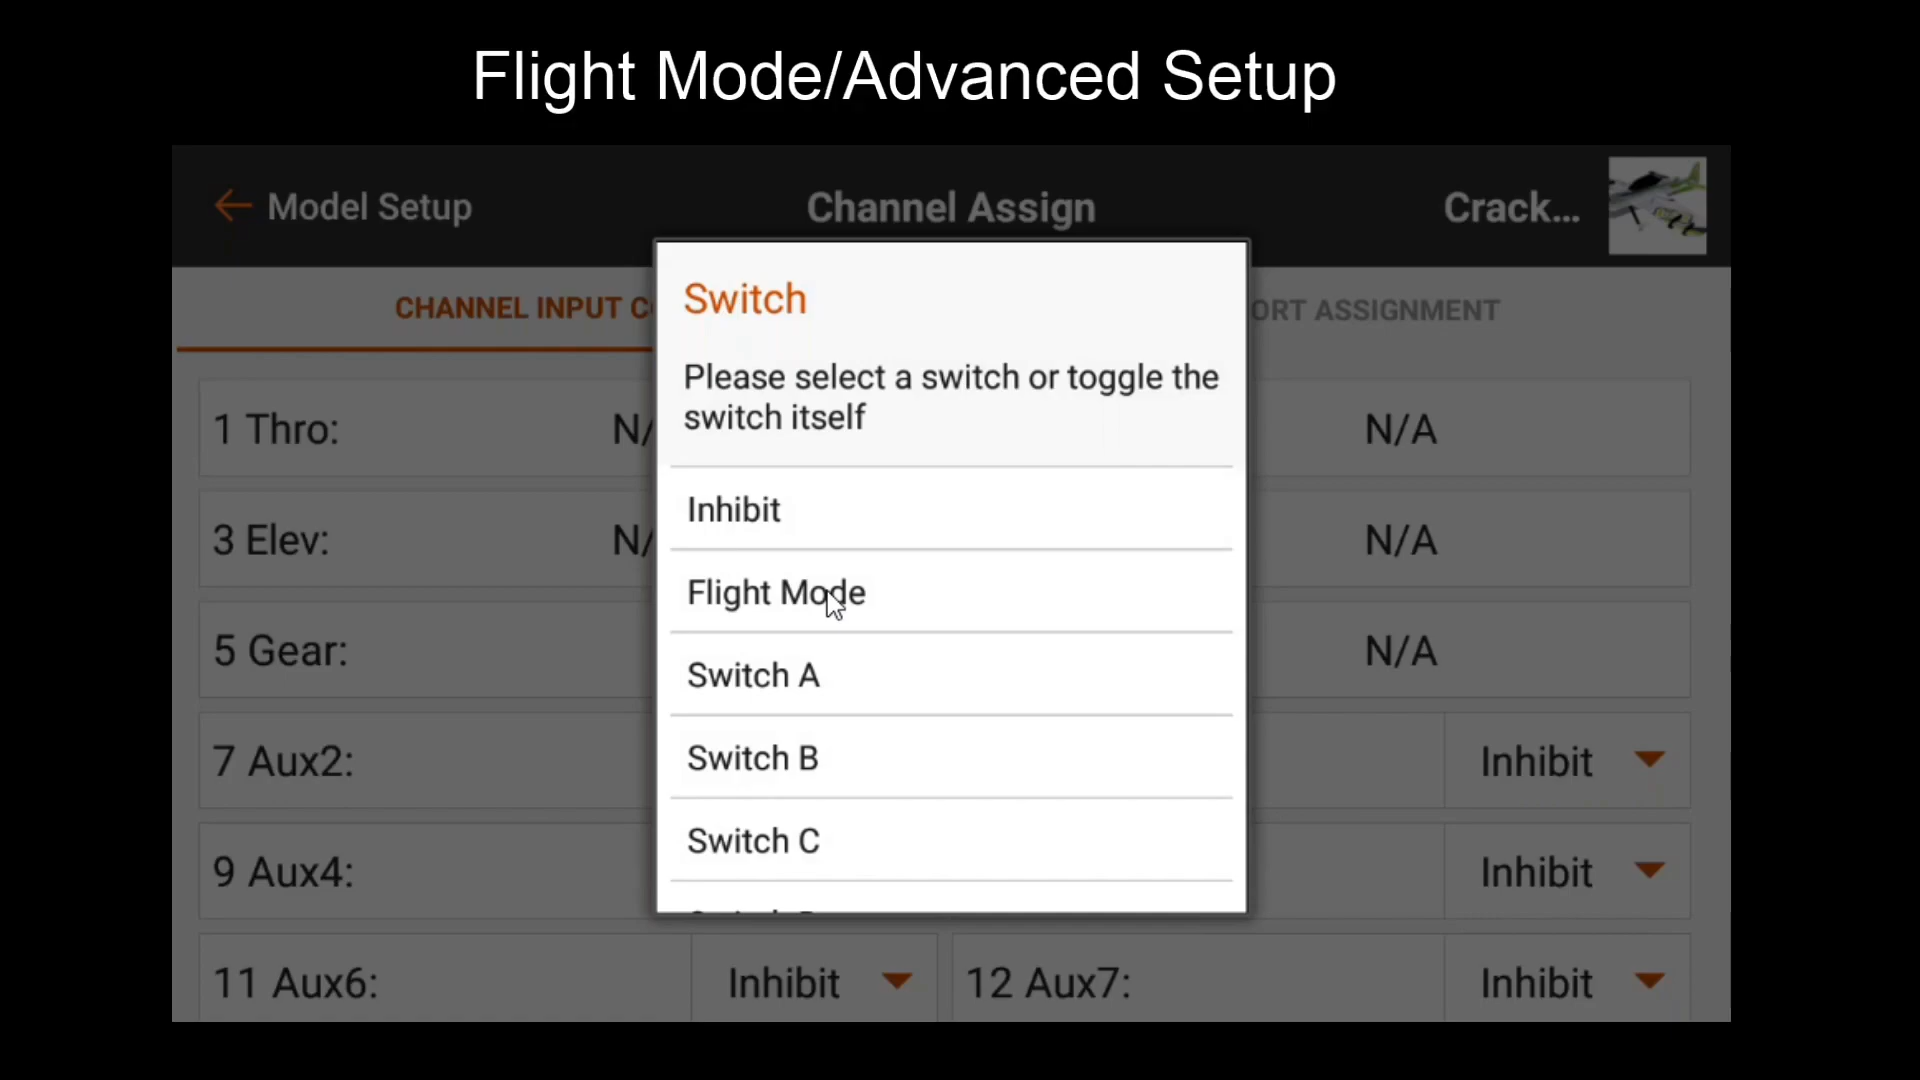 Flight Mode/Advanced Setup
Model Setup
Channel Assign
Crack...
CHANNEL INPUT
ORT ASSIGNMENT
Switch
Please select a switch or toggle the
switch itself
Inhibit
Flight Mode
Switch A
Switch B
Switch C
1 Thro:
N/A
3 Elev:
N/A
5 Gear:
N/A
7 Aux2:
Inhibit
9 Aux4:
Inhibit
11 Aux6:
Inhibit
12 Aux7:
Inhibit